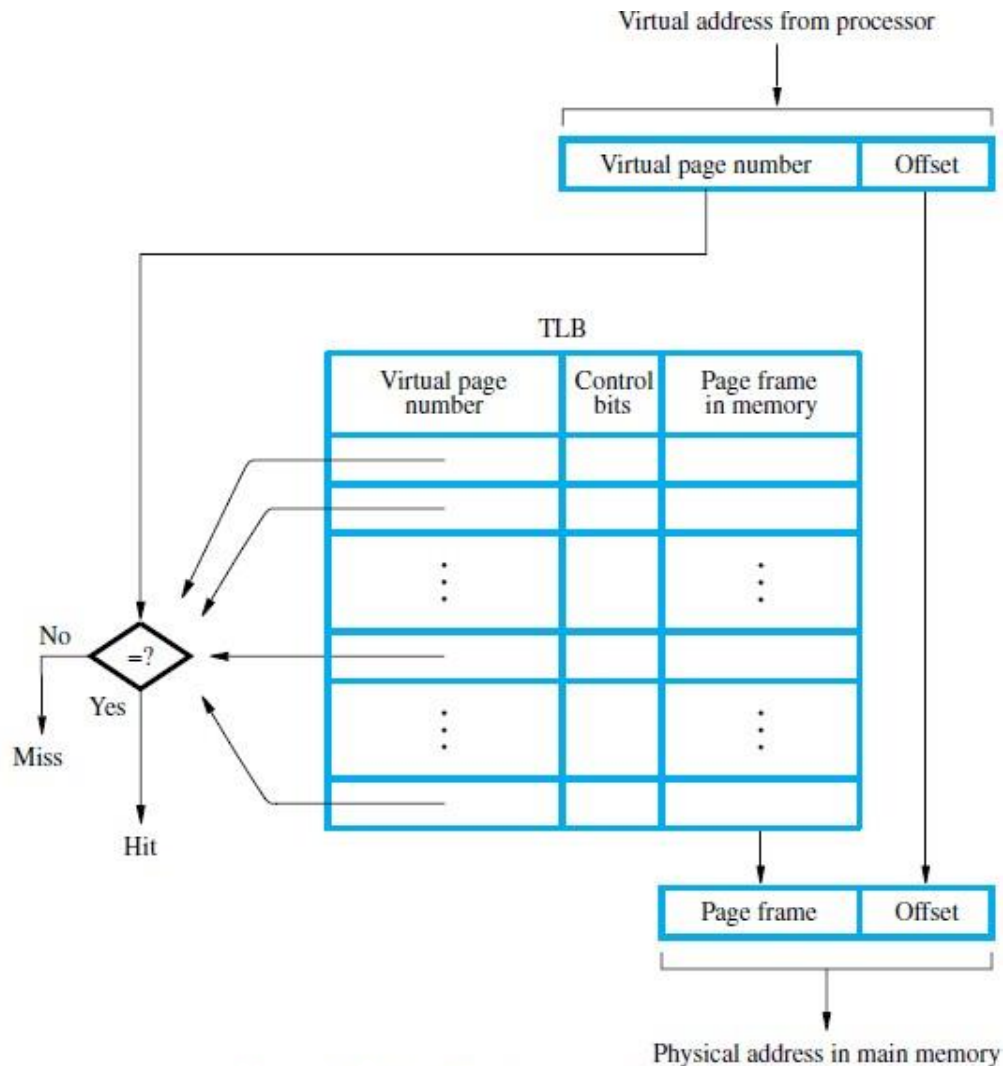 Virtual address from processor
Virtual page number
Offset
TLB
Virtual page
number
Control
bits
Page frame
in memory
No
=?
Yes
Miss
Hit
Page frame
Offset
Physical address in main memory